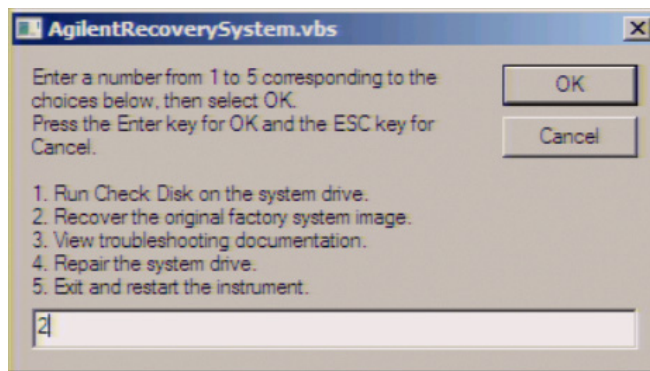 AgilentRecoverySystem.vbs
Enter a number from 1 to 5 corresponding to the
choices below, then select OK.
Press the Enter key for OK and the ESC key for
Cancel.
OK
Cancel
1. Run Check Disk on the system drive.
2. Recover the original factory system image.
3. View troubleshooting documentation.
4. Repair the system drive.
5. Exit and restart the instrument.
2